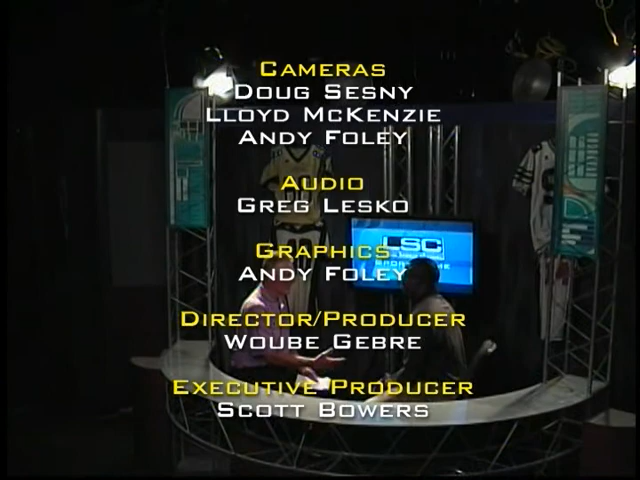 CAMERAS
DOUG SESNY
LLOYD MCKENZIE
ANDY FOLEY
AUDIO
GREG LESKO
LSC
GRAPHICS
ANDY FOLEY
DIRECTOR/PRODUCER
WOUBE GEBRE
EXECUTIVE PRODUCER
SCOTT BOWERS